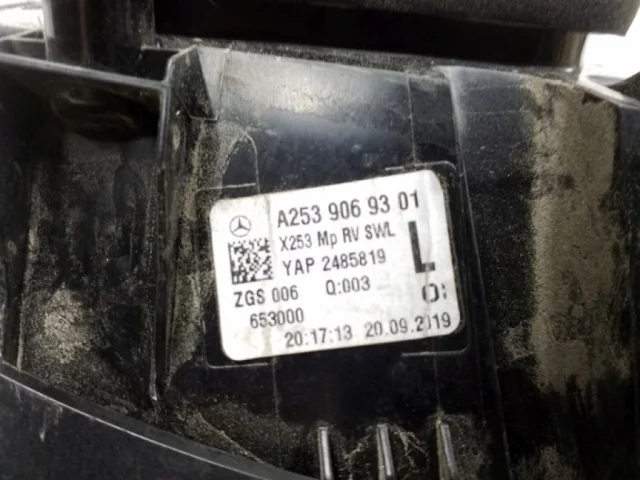 A253 906 93 01
X253 Mp RV SWL
YAP 2485819
L
ZGS 006 Q:003
O:
653000
20:17:13 20.09.2019